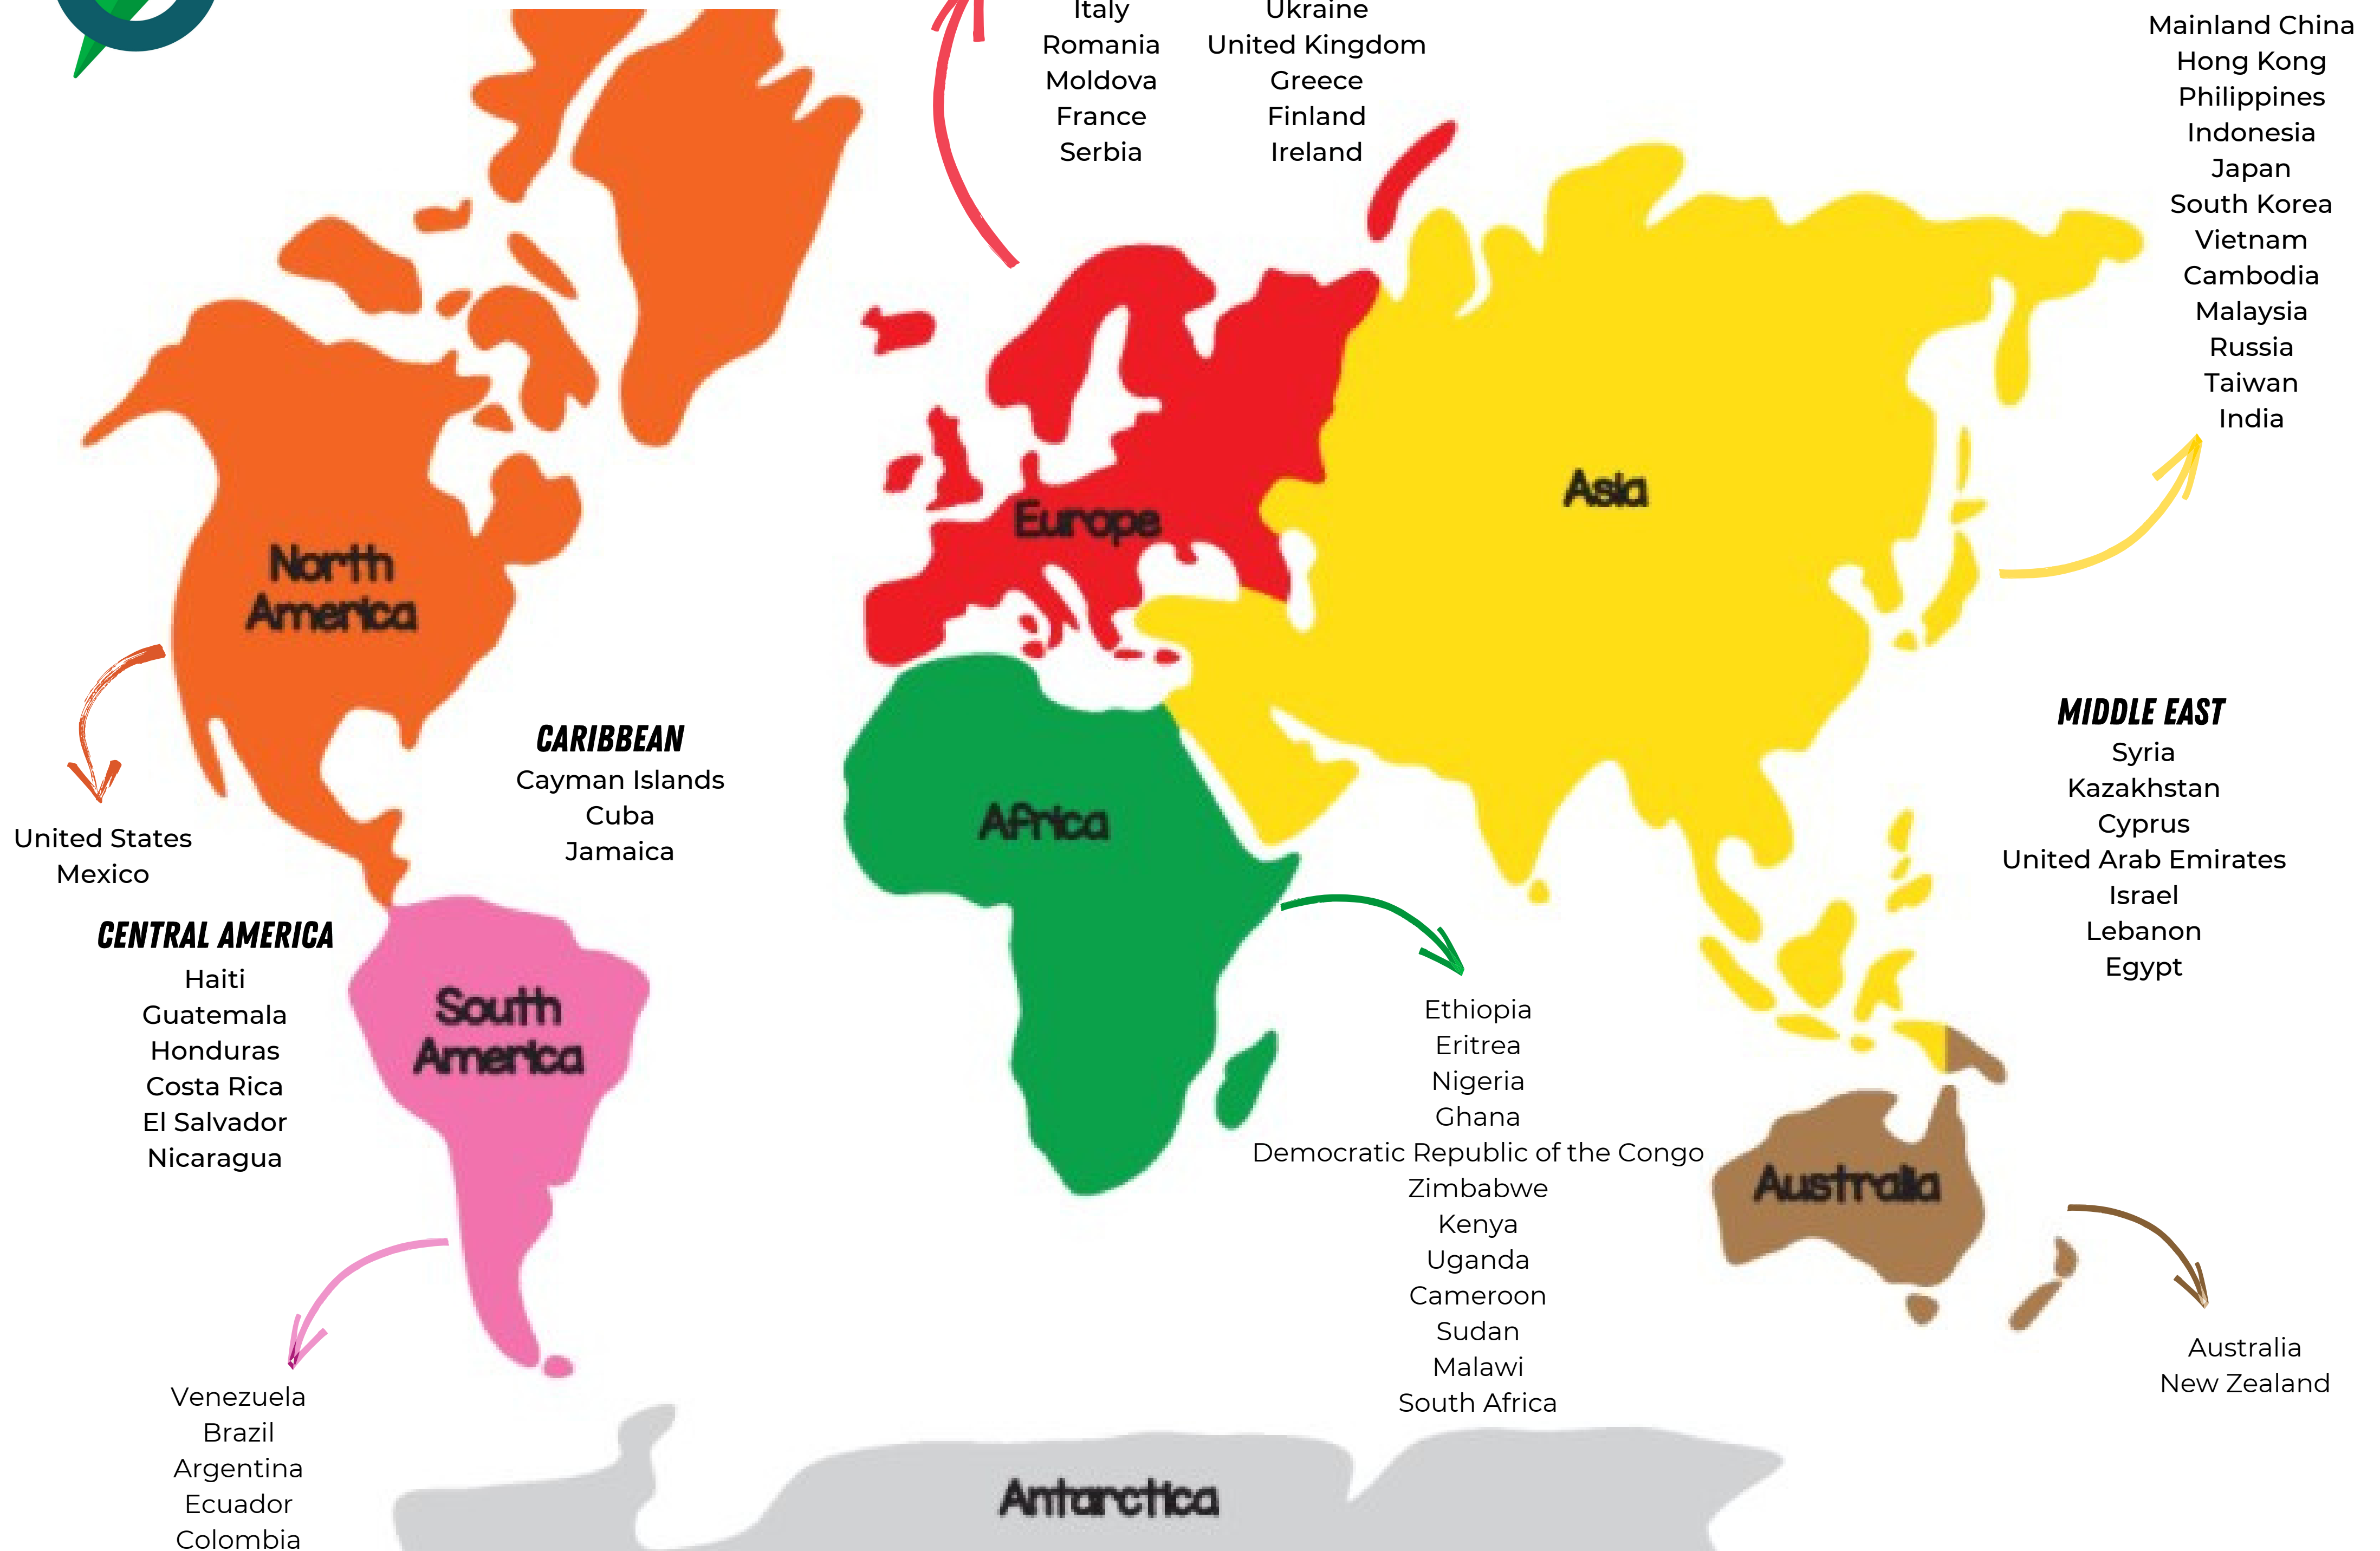 Italy
Romania
Moldova
France
Serbia
Ukraine
United Kingdom
Greece
Finland
Ireland
Mainland China
Hong Kong
Philippines
Indonesia
Japan
South Korea
Vietnam
Cambodia
Malaysia
Russia
Taiwan
India
North
America
Europe
Asia
United States
Mexico
CARIBBEAN
Cayman Islands
Cuba
Jamaica
Africa
MIDDLE EAST
Syria
Kazakhstan
Cyprus
United Arab Emirates
Israel
Lebanon
Egypt
CENTRAL AMERICA
Haiti
Guatemala
Honduras
Costa Rica
El Salvador
Nicaragua
South
America
Ethiopia
Eritrea
Nigeria
Ghana
Democratic Republic of the Congo
Zimbabwe
Kenya
Uganda
Cameroon
Sudan
Malawi
South Africa
Australia
Australia
New Zealand
Venezuela
Brazil
Argentina
Ecuador
Colombia
Antarctica